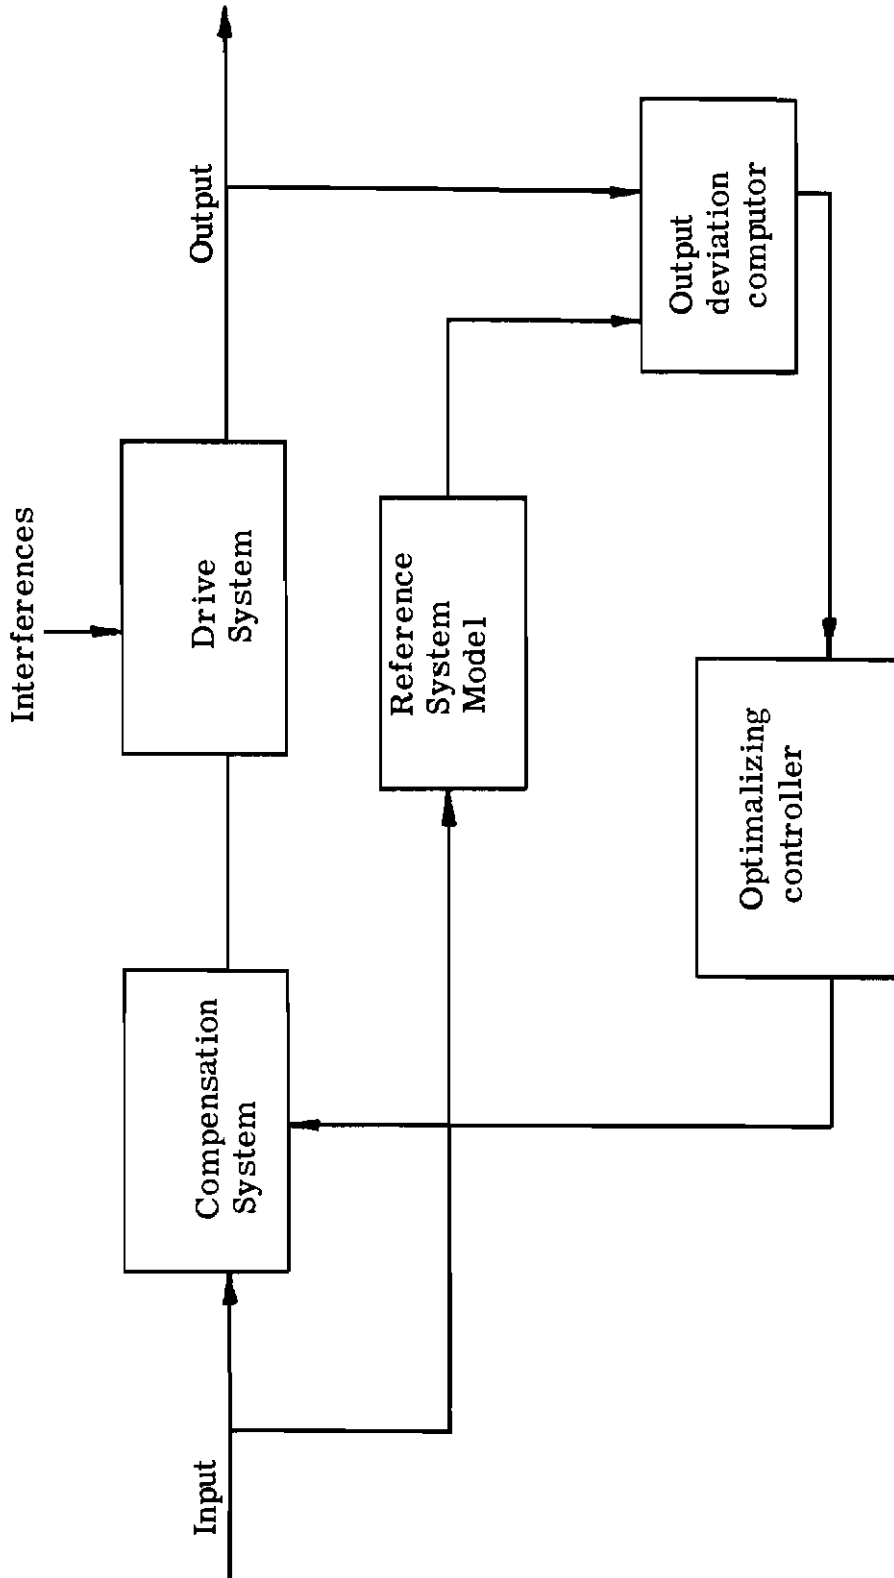 Interferences
Input
Compensation
System
Drive
System
Output
Reference
System
Model
Output
deviation
computor
Optimalizing
controller